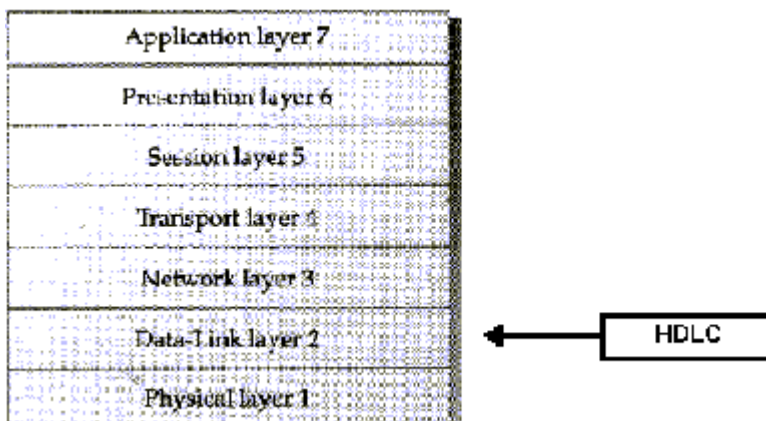 Application layer 7
Presentation layer 6
Session layer 5
Transport layer 4
Network layer 3
Data-Link layer 2
HDLC
Physical layer 1